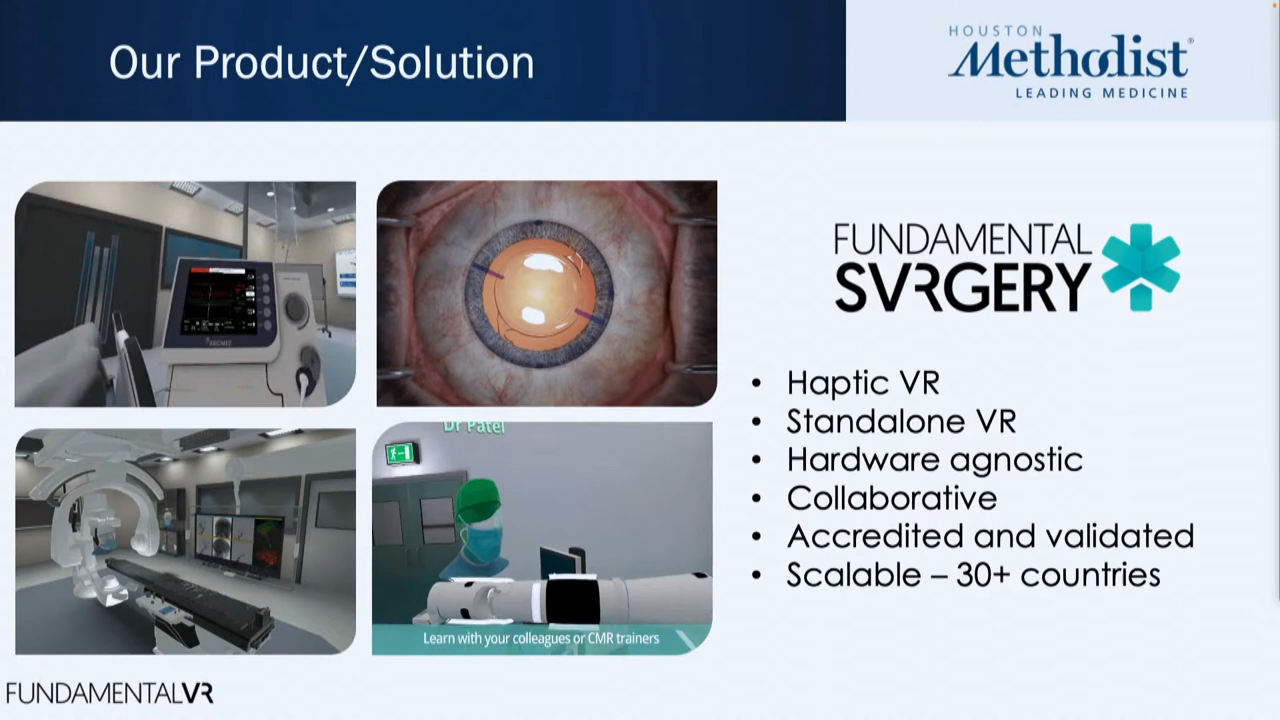 Our Product/Solution
HOUSTON
Methodist®
LEADING MEDICINE
FUNDAMENTAL
SVRGERY
• Haptic VR
• Standalone VR
• Hardware agnostic
• Collaborative
• Accredited and validated
• Scalable – 30+ countries
Dr Patel
Learn with your colleagues or CMR trainers
FUNDAMENTALVR